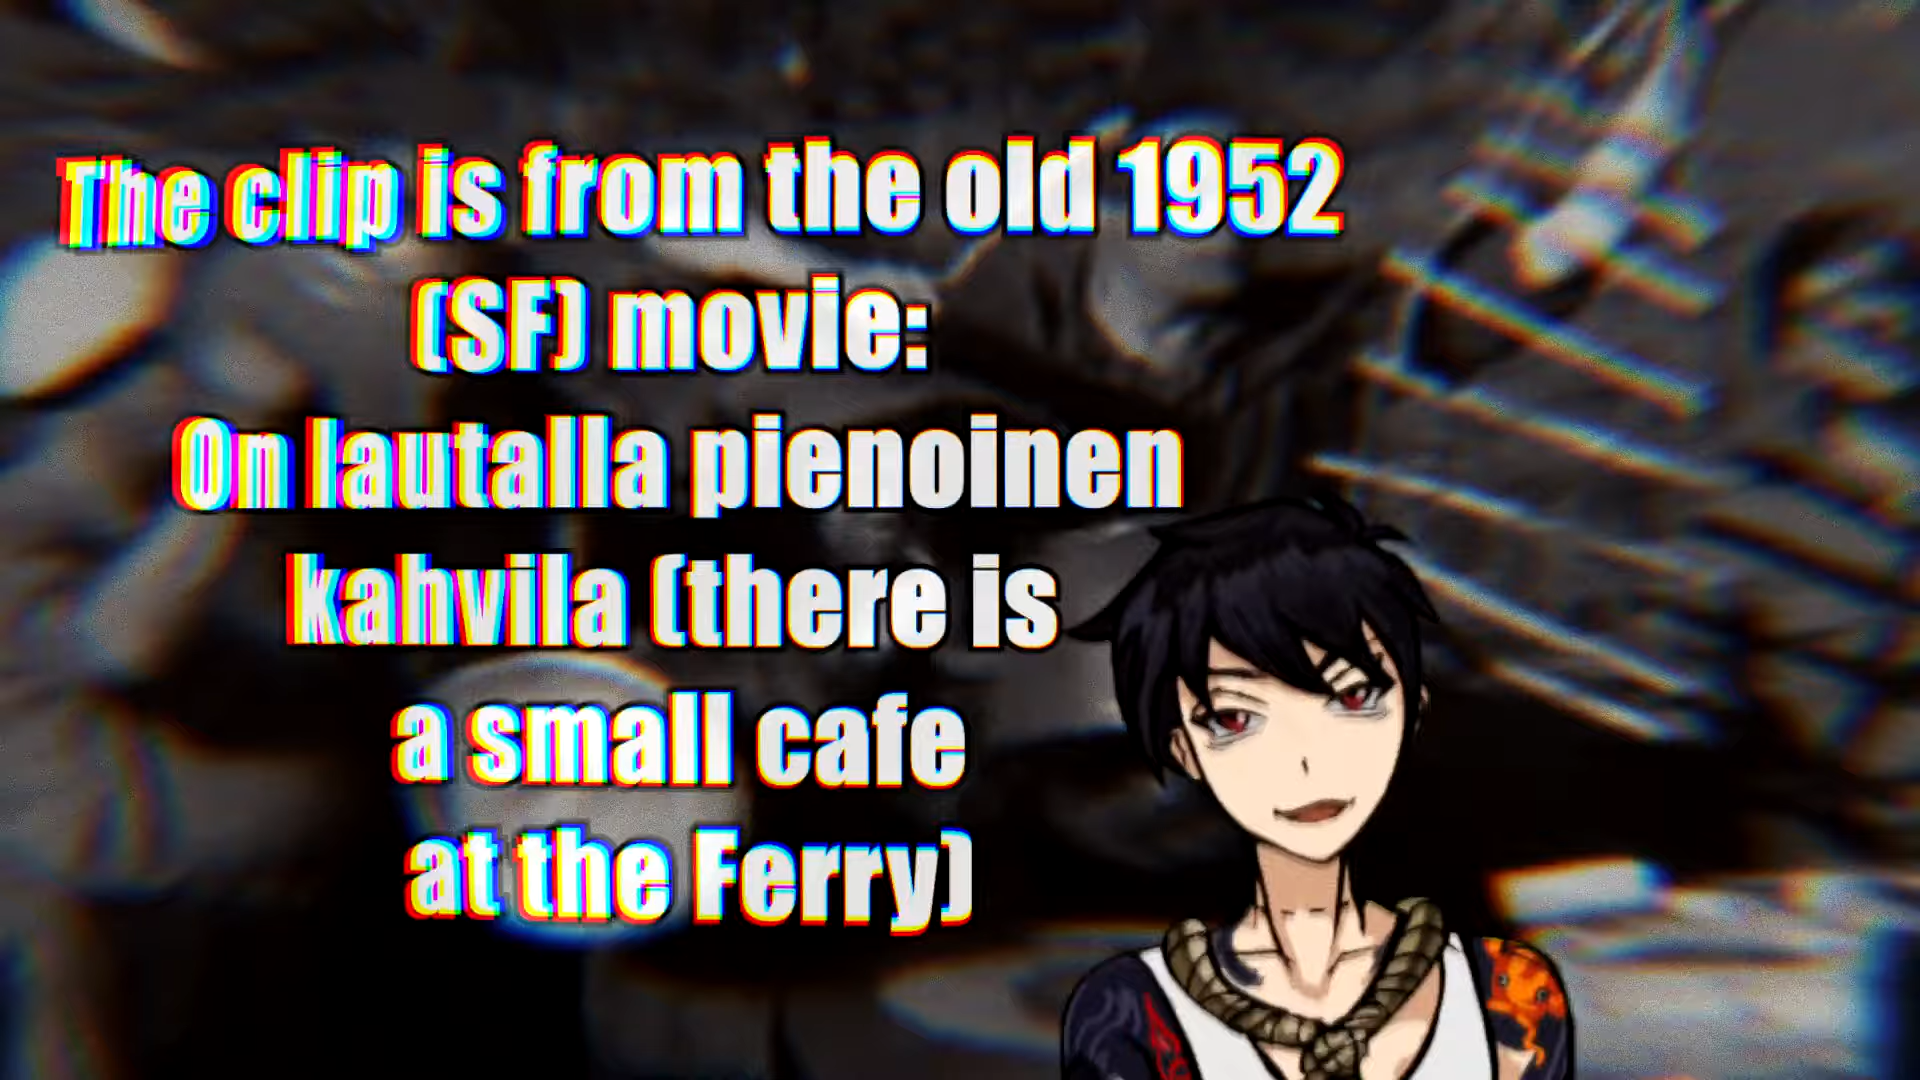 The clip is from the old 1952
(SF) movie:
On lautalla pienoinen
kahvila (there is
a small cafe
at the Ferry)